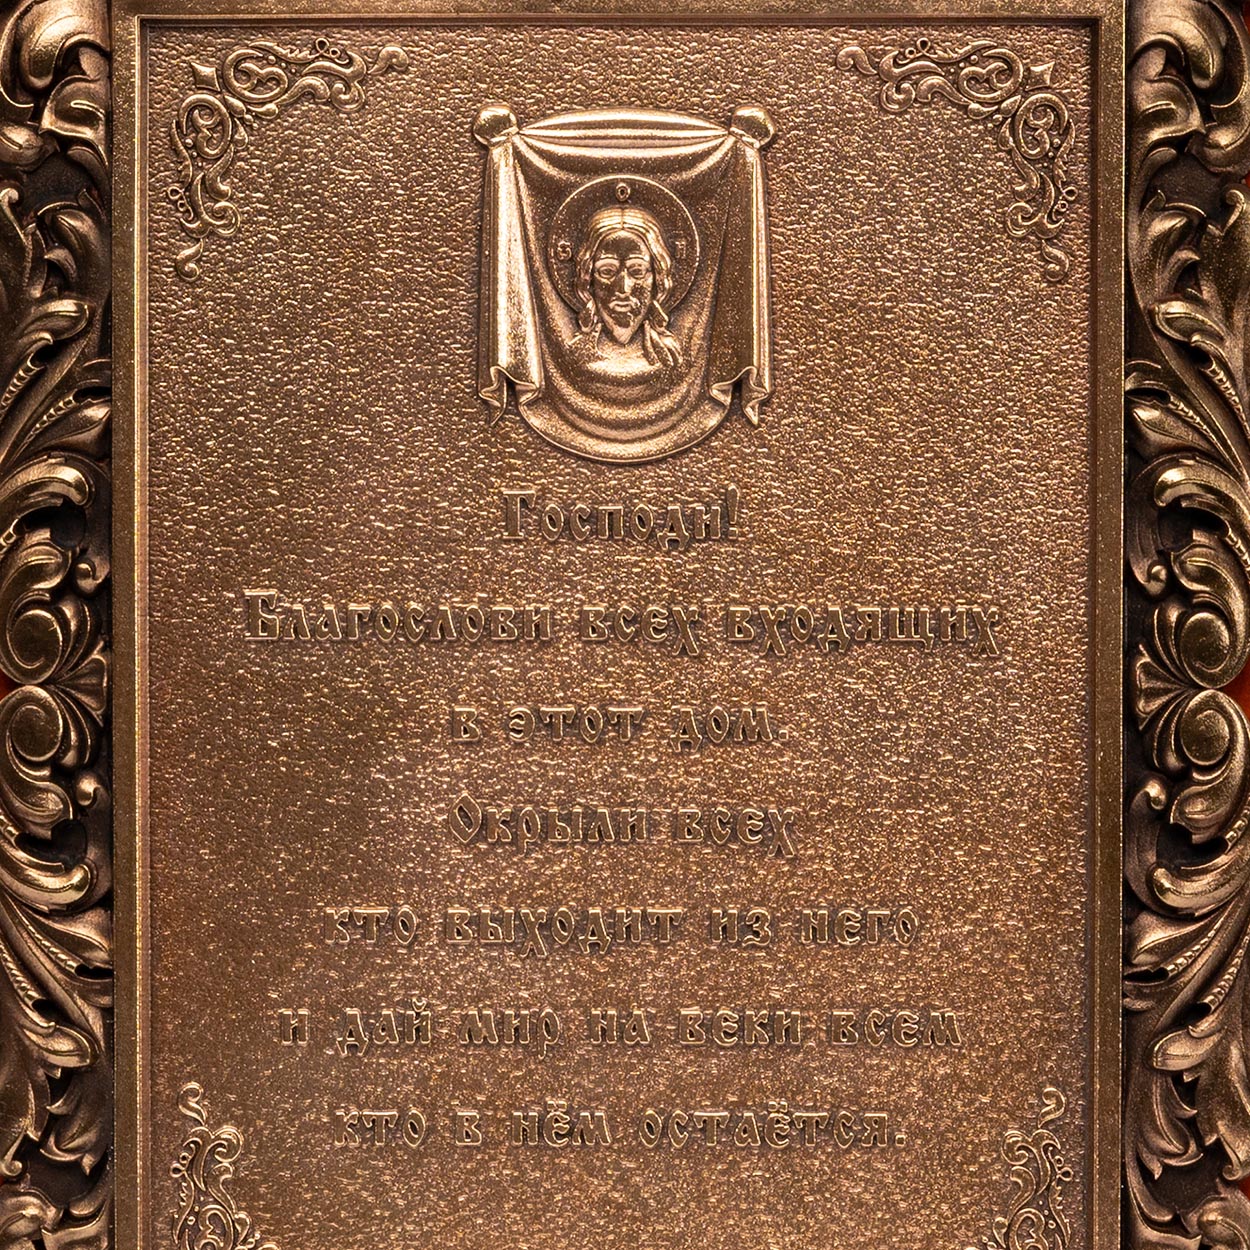 Господи!
Благослови всех входящих
в этот дом.
Окрыли всех
кто выходит из него
и дай мир на веки всем
кто в нём остаётся.